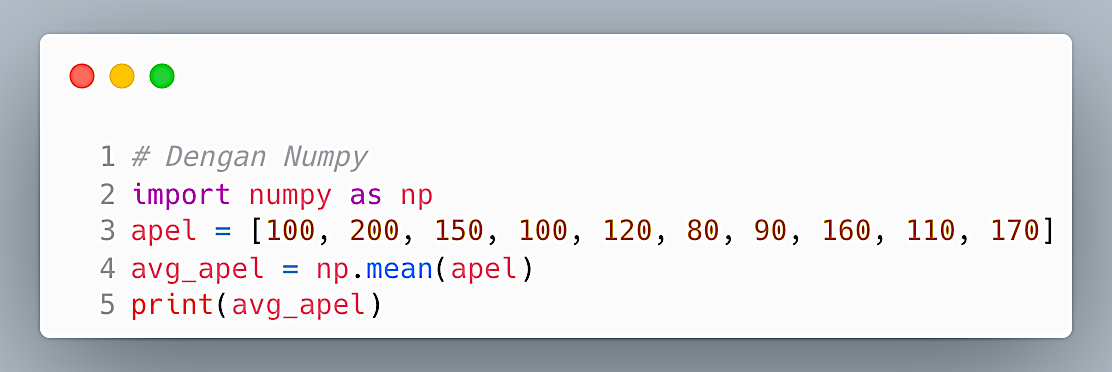 1 # Dengan Numpy
2 import numpy as np
3 apel = [100, 200, 150, 100, 120, 80, 90, 160, 110, 170]
4 avg_apel = np.mean(apel)
5 print(avg_apel)